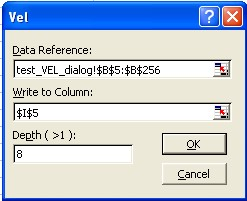 Vel
Data Reference:
test_VEL_dialog!$B$5:$B$256
Write to Column:
$I$5
Depth ( >1 ):
8
OK
Cancel